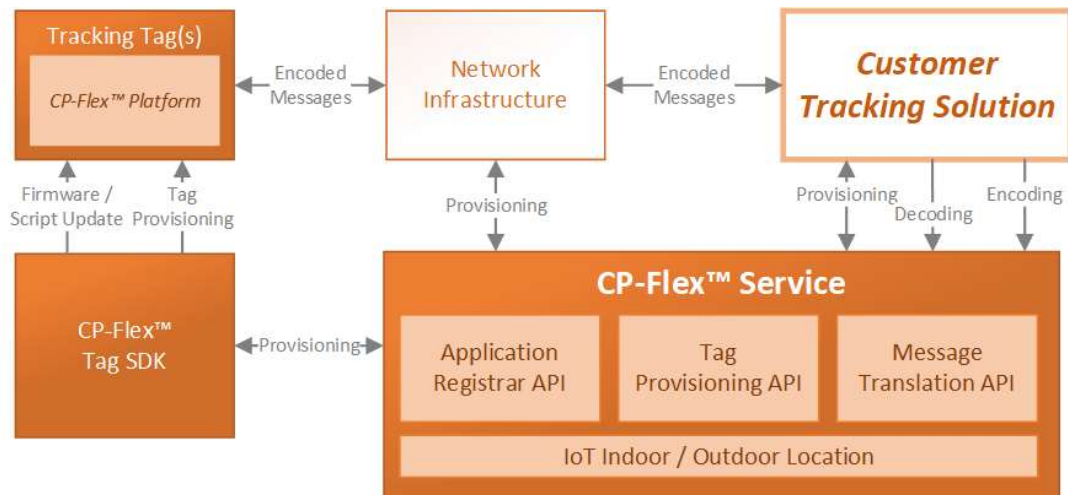 Tracking Tag(s)
CP-Flex™ Platform
Encoded
Messages
Network
Infrastructure
Encoded
Messages
Customer
Tracking Solution
Firmware /
Script Update
Tag
Provisioning
Provisioning
Provisioning
Decoding
Encoding
CP-Flex™
Tag SDK
Provisioning
CP-Flex™ Service
Application
Registrar API
Tag
Provisioning API
Message
Translation API
IoT Indoor / Outdoor Location